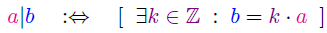 a|b :⇔ [ ∃k ∈ ℤ : b = k · a ]